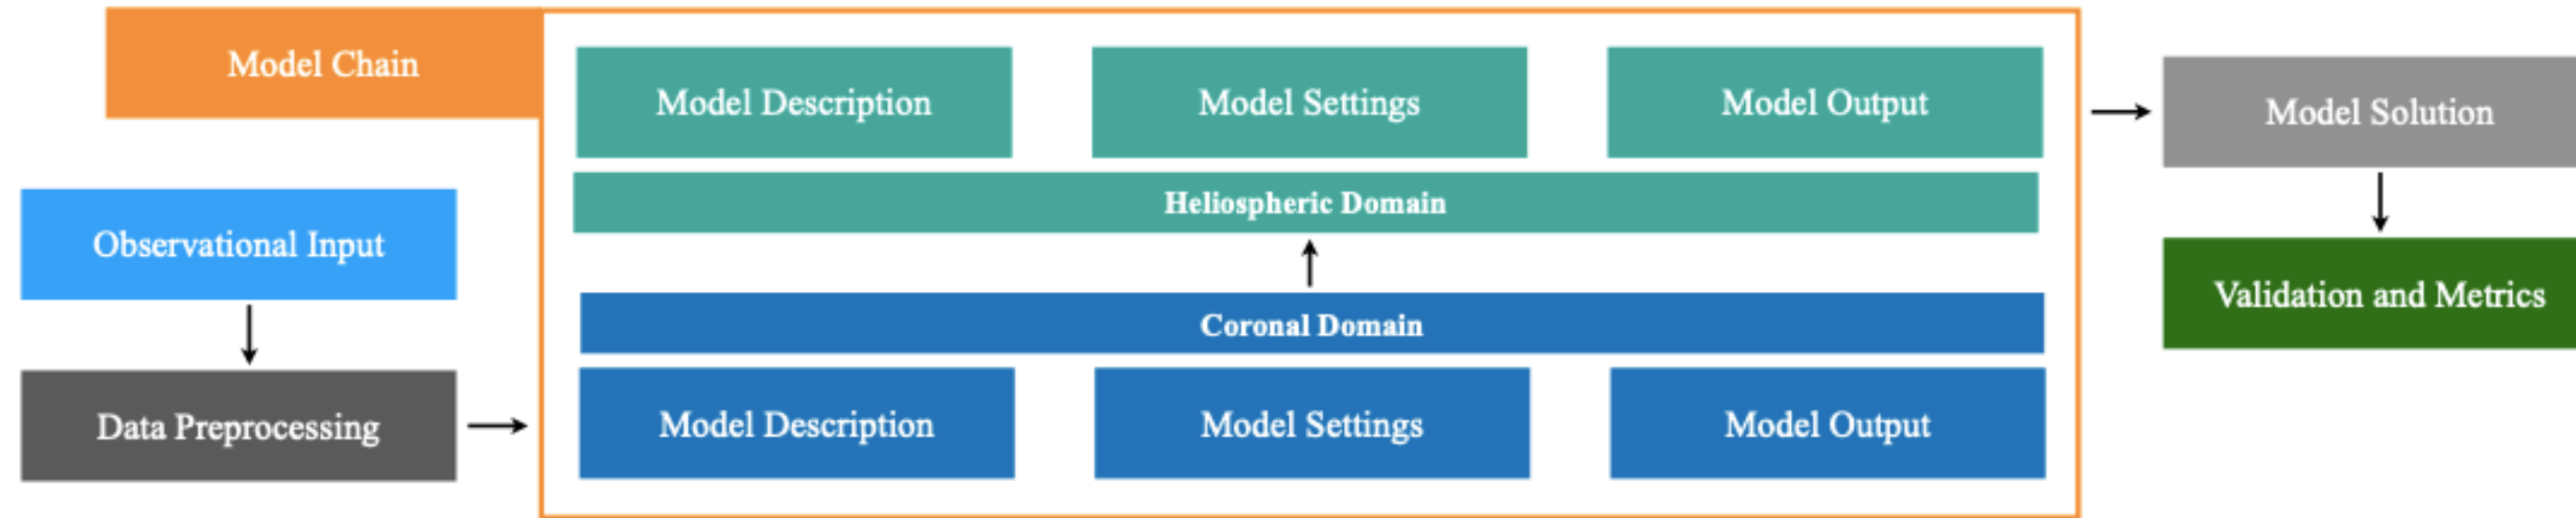 Model Chain
Observational Input
Data Preprocessing
Model Description
Model Settings
Model Output
Heliospheric Domain
Coronal Domain
Model Description
Model Settings
Model Output
Model Solution
Validation and Metrics